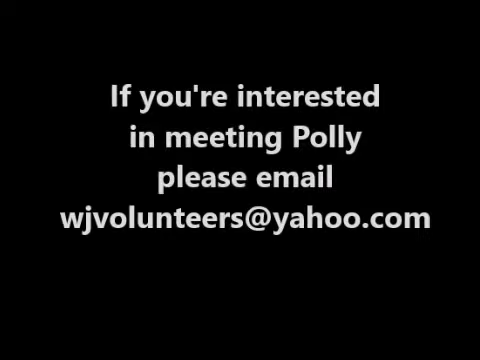 If you're interested
in meeting Polly
please email
wjvolunteers@yahoo.com